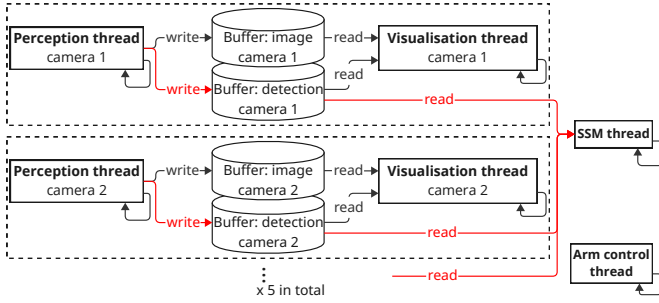 Perception thread
camera 1
write
write
Buffer: image
camera 1
Buffer: detection
camera 1
read
read
Visualisation thread
camera 1
read
SSM thread
Perception thread
camera 2
write
write
Buffer: image
camera 2
Buffer: detection
camera 2
read
read
Visualisation thread
camera 2
read
Arm control
thread
read
x 5 in total